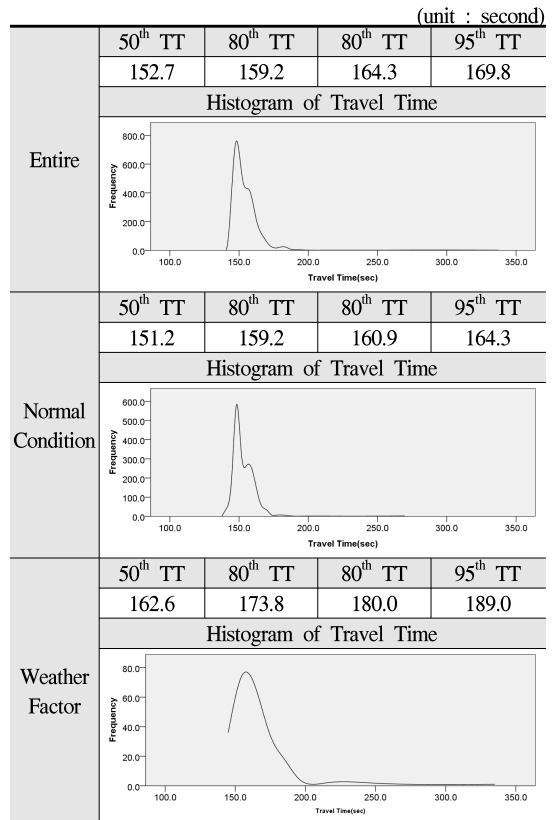 (unit : second)
50th TT 80th TT 80th TT 95th TT
152.7 159.2 164.3 169.8
Histogram of Travel Time
Entire
800.0
600.0
400.0
200.0
0.0
Frequency
100.0 150.0 200.0 250.0 300.0 350.0
Travel Time(sec)
50th TT 80th TT 80th TT 95th TT
151.2 159.2 160.9 164.3
Histogram of Travel Time
Normal
Condition
600.0
500.0
400.0
300.0
200.0
100.0
0.0
Frequency
100.0 150.0 200.0 250.0 300.0 350.0
Travel Time(sec)
50th TT 80th TT 80th TT 95th TT
162.6 173.8 180.0 189.0
Histogram of Travel Time
Weather
Factor
80.0
60.0
40.0
20.0
0.0
Frequency
100.0 150.0 200.0 250.0 300.0 350.0
Travel Time(sec)